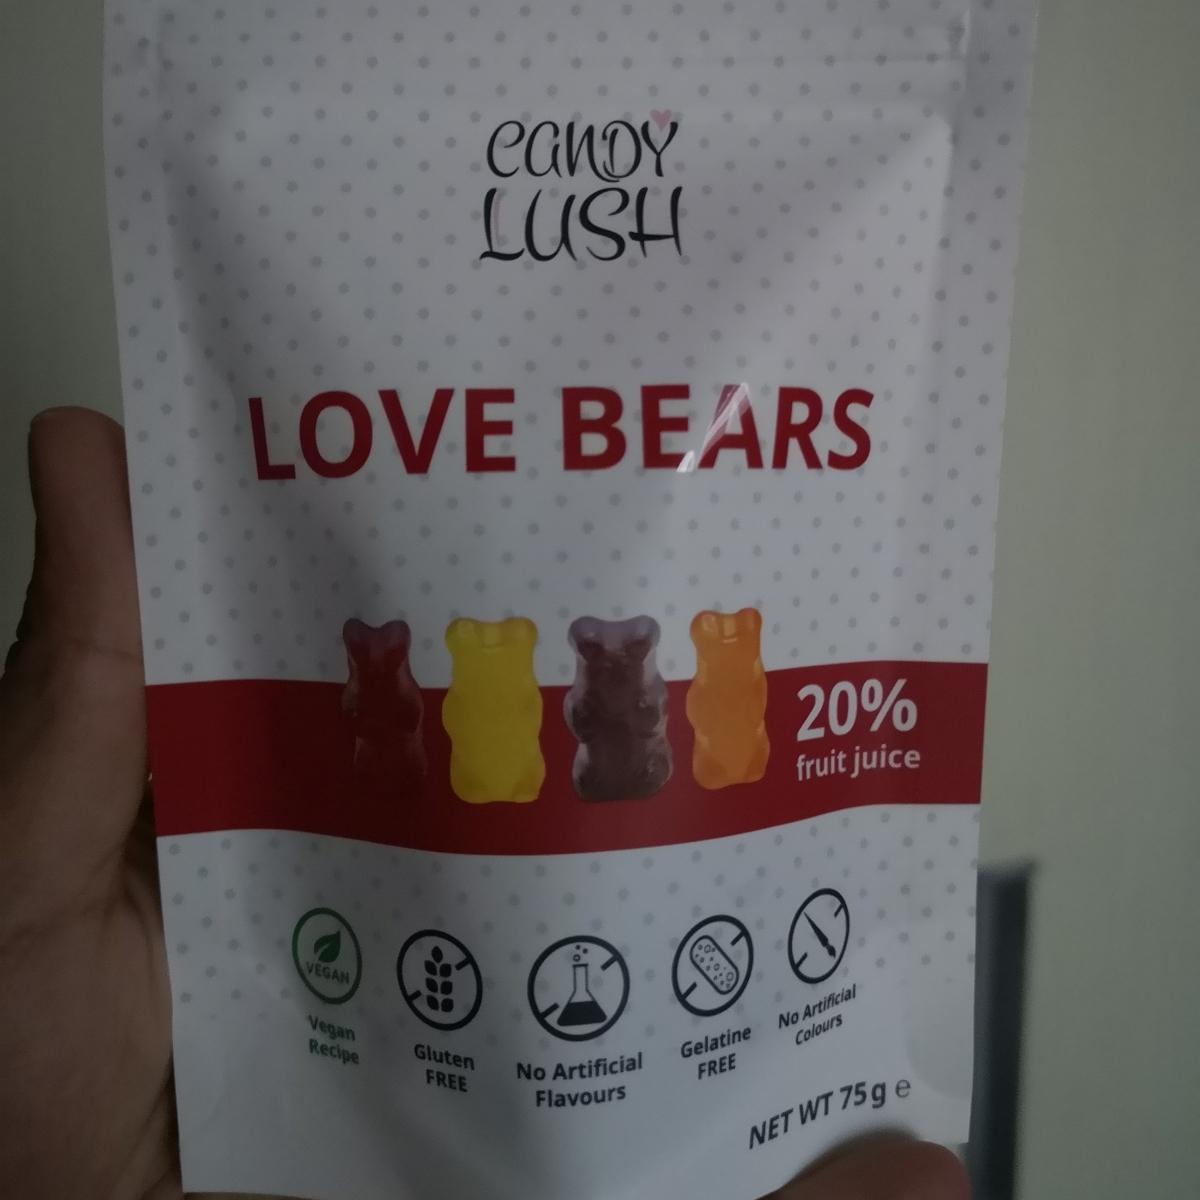 CANDY
LUSH
LOVE BEARS
20%
fruit juice
VEGAN
Vegan
Recipe
Gluten
FREE
No Artificial
Flavours
Gelatine
FREE
No Artificial
Colours
NET WT 75g e